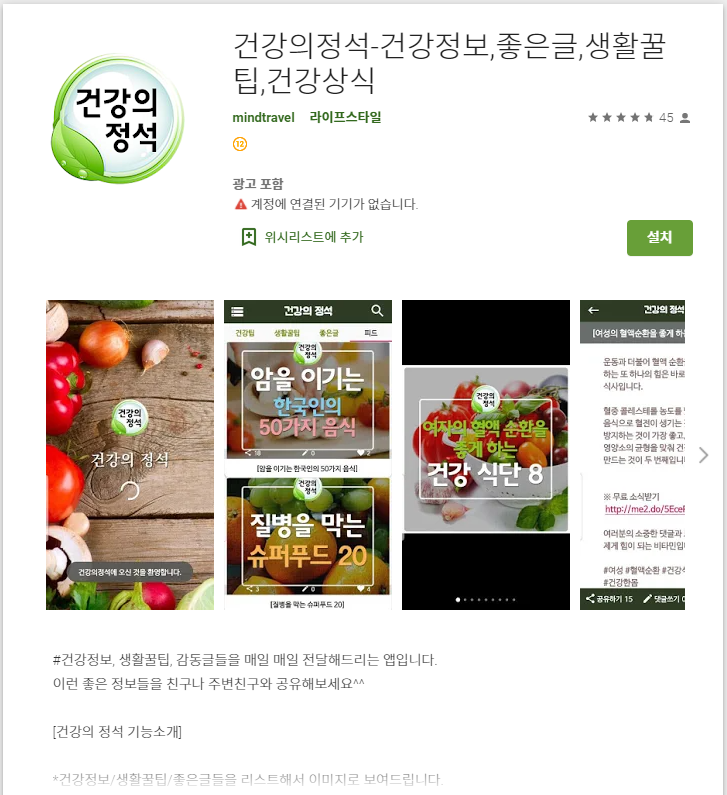 건강의
정석
건강의정석-건강정보,좋은글,생활꿀
팁,건강상식
mindtravel 라이프스타일
45
12
광고 포함
계정에 연결된 기기가 없습니다.
위시리스트에 추가
설치
건강의
정석
건강의 정석
건강의정석에 오신 것을 환영합니다.
건강의 정석
건강팁 생활꿀팁 좋은글 피드
건강의
정석
암을 이기는
한국인의
50가지 음식
18 0 2
[암을 이기는 한국인의 50가지 음식]
건강의
정석
질병을 막는
슈퍼푸드 20
3 0 1
[질병을 막는 슈퍼푸드 20]
건강의
정석
여자의 혈액 순환을
좋게 하는
건강 식단 8
건강의 정석
[여성의 혈액순환을 좋게 하는
운동과 더불어 혈액 순환
하는 또 하나의 힘은 바로
식사입니다.
혈중 콜레스테롤 농도를
음식으로 혈전이 생기는
방지하는 것이 가장 좋고,
영양소의 균형을 맞춰 건
만드는 것이 두 번째입니
※ 무료 소식받기
http://me2.do/5EceF
여러분의 소중한 댓글과
제게 힘이 되는 비타민입
#여성 #혈액순환 #건강식
#건강한몸
공유하기 15 댓글쓰기 0
#건강정보, 생활꿀팁, 감동글들을 매일 매일 전달해드리는 앱입니다.
이런 좋은 정보들을 친구나 주변친구와 공유해보세요^^
[건강의 정석 기능소개]
*건강정보/생활꿀팁/좋은글들을 리스트해서 이미지로 보여드립니다.